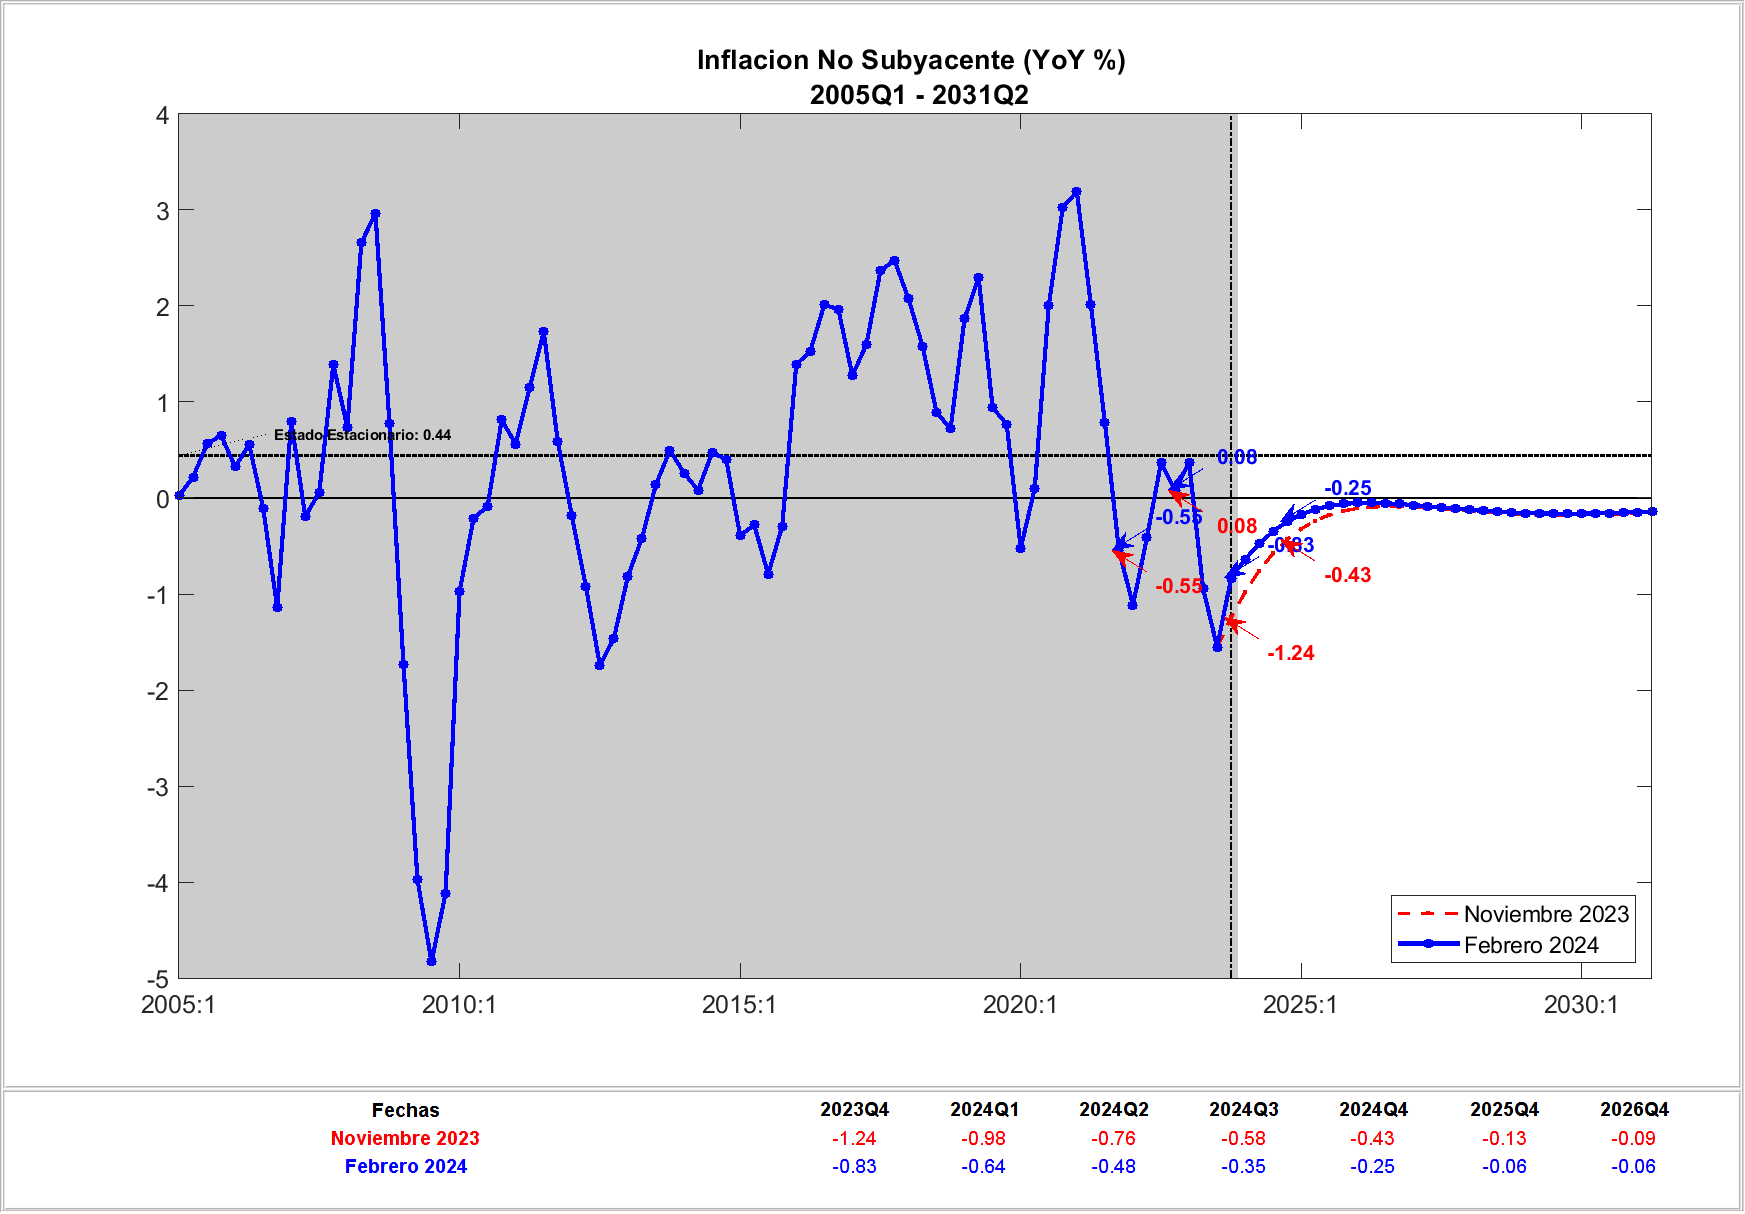 Inflacion No Subyacente (YoY %)
2005Q1 - 2031Q2
4
3
2
1
0
-1
-2
-3
-4
-5
Estado Estacionario: 0.44
0.08
-0.55
0.08
-0.55
-0.25
-0.83
-0.43
-1.24
Noviembre 2023
Febrero 2024
2005:1 2010:1 2015:1 2020:1 2025:1 2030:1
Fechas 2023Q4 2024Q1 2024Q2 2024Q3 2024Q4 2025Q4 2026Q4
Noviembre 2023 -1.24 -0.98 -0.76 -0.58 -0.43 -0.13 -0.09
Febrero 2024 -0.83 -0.64 -0.48 -0.35 -0.25 -0.06 -0.06